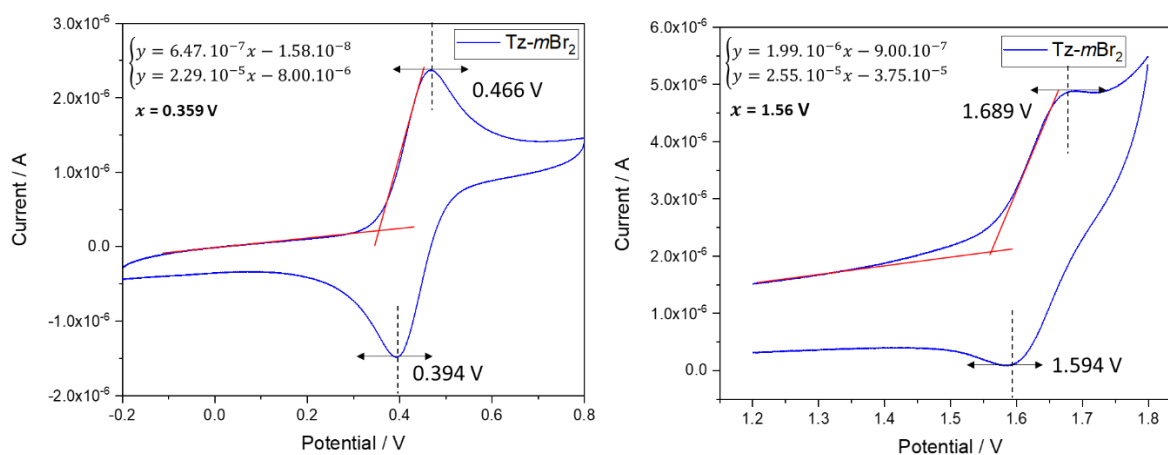 y = 6.47.10⁻⁷x − 1.58.10⁻⁸
y = 2.29.10⁻⁵x − 8.00.10⁻⁶
x = 0.359 V
Tz-mBr₂
0.466 V
0.394 V
3.0x10⁻⁶
2.0x10⁻⁶
1.0x10⁻⁶
0.0
-1.0x10⁻⁶
-2.0x10⁻⁶
Current / A
-0.2 0.0 0.2 0.4 0.6 0.8
Potential / V
y = 1.99.10⁻⁶x − 9.00.10⁻⁷
y = 2.55.10⁻⁵x − 3.75.10⁻⁵
x = 1.56 V
Tz-mBr₂
1.689 V
1.594 V
6.0x10⁻⁶
5.0x10⁻⁶
4.0x10⁻⁶
3.0x10⁻⁶
2.0x10⁻⁶
1.0x10⁻⁶
0.0
Current / A
1.2 1.3 1.4 1.5 1.6 1.7 1.8
Potential / V